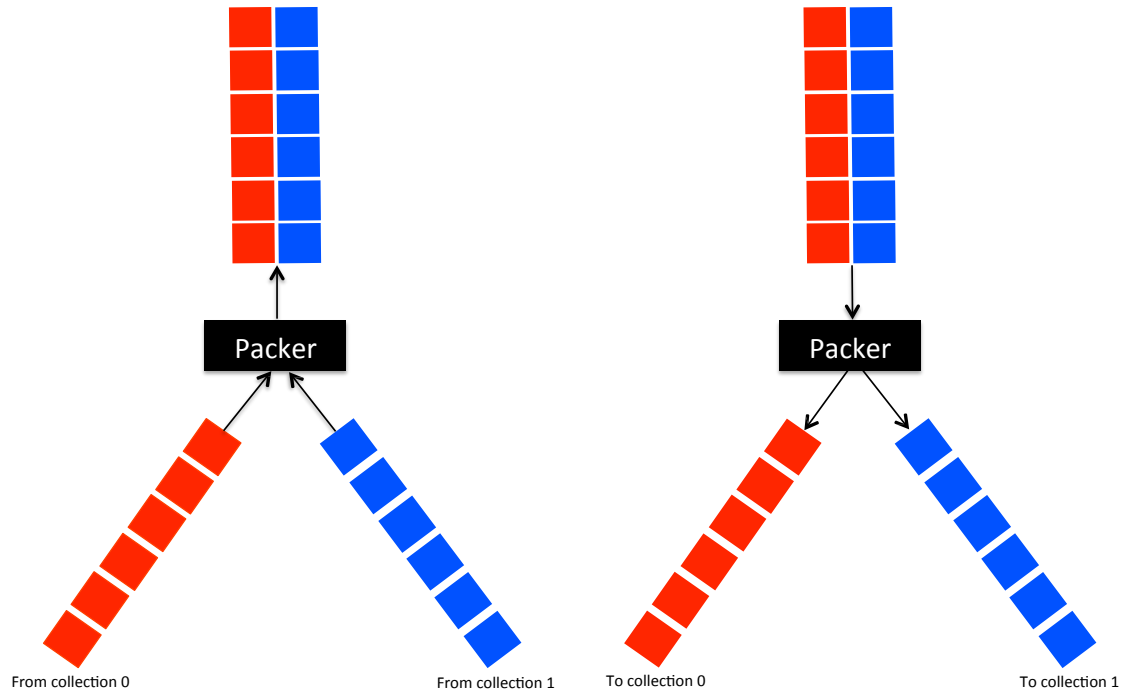 Packer
Packer
From collection 0
From collection 1
To collection 0
To collection 1